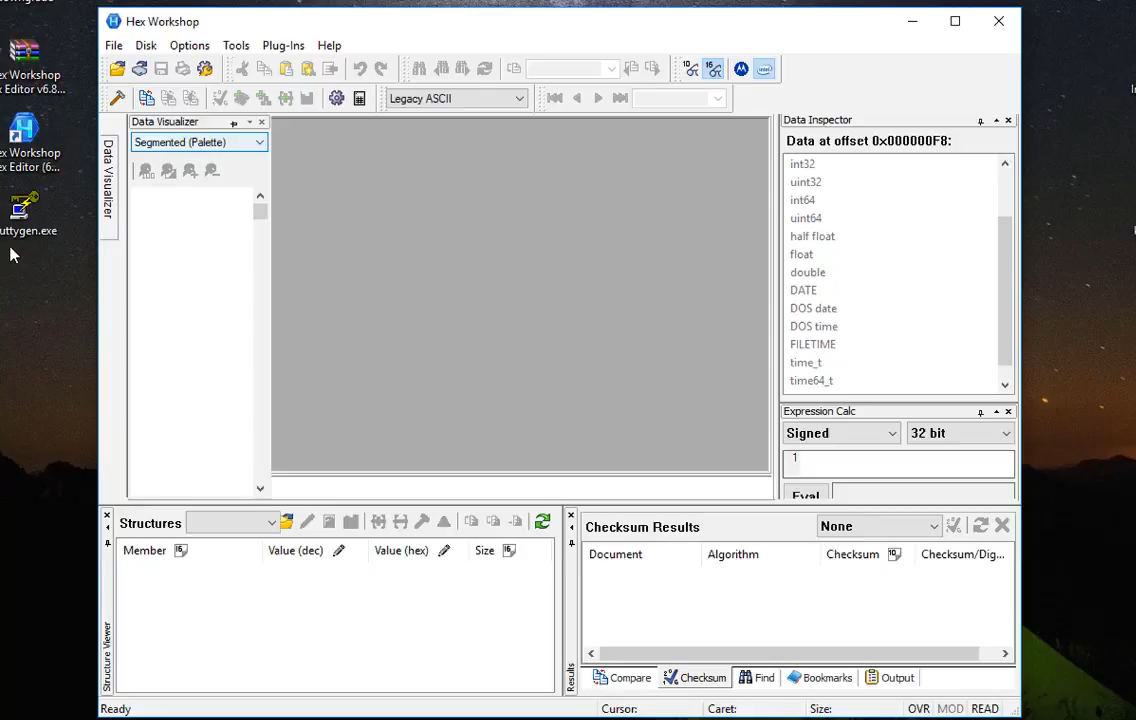 Hex Workshop
File Disk Options Tools Plug-Ins Help
Legacy ASCII
Data Visualizer
Segmented (Palette)
Data Visualizer
Data Inspector
Data at offset 0x000000F8:
int32
uint32
int64
uint64
half float
float
double
DATE
DOS date
DOS time
FILETIME
time_t
time64_t
Expression Calc
Signed 32 bit
1
Eval
Structures
Member Value (dec) Value (hex) Size
Structure Viewer
Checksum Results None
Document Algorithm Checksum Checksum/Dig...
Results
Compare Checksum Find Bookmarks Output
Ready Cursor: Caret: Size: OVR MOD READ
ex Workshop
x Editor v6.8...
ex Workshop
x Editor (6...
uttygen.exe